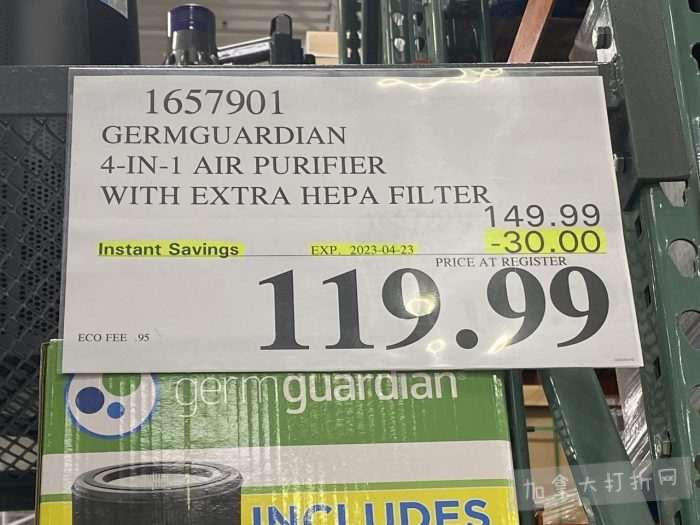 1657901
GERMGUARDIAN
4-IN-1 AIR PURIFIER
WITH EXTRA HEPA FILTER
149.99
Instant Savings EXP. 2023-04-23 -30.00
PRICE AT REGISTER
119.99
ECO FEE .95
germguardian
INCLUDES
加拿大打折网